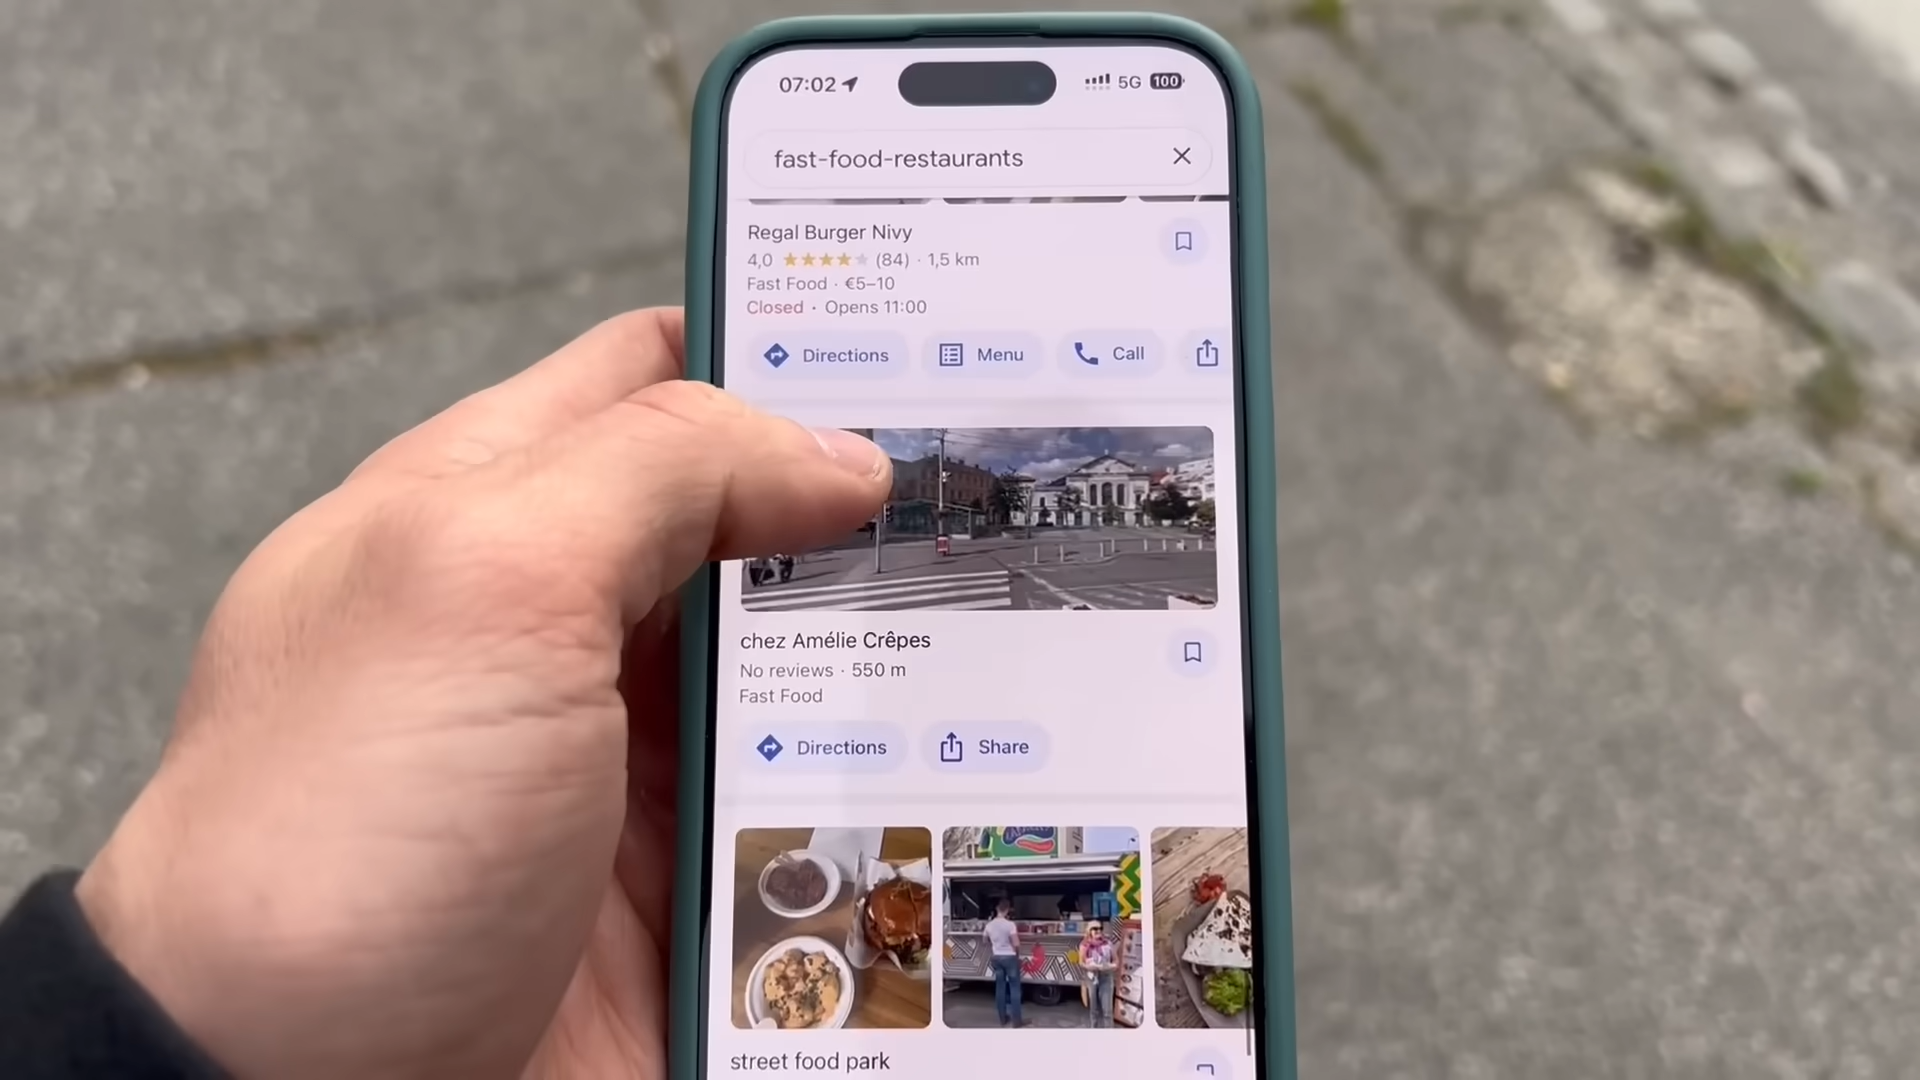 07:02 5G 100
fast-food-restaurants
Regal Burger Nivy
4,0 (84) · 1,5 km
Fast Food · €5–10
Closed · Opens 11:00
Directions Menu Call
chez Amélie Crêpes
No reviews · 550 m
Fast Food
Directions Share
street food park